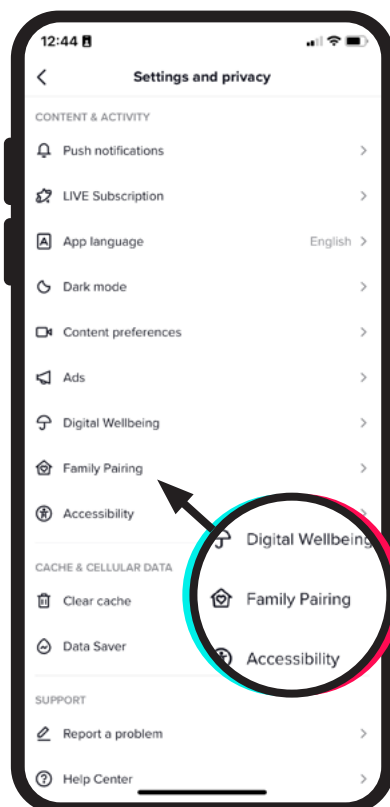 12:44
Settings and privacy
CONTENT & ACTIVITY
Push notifications
LIVE Subscription
App language English
Dark mode
Content preferences
Ads
Digital Wellbeing
Family Pairing
Accessibility
Digital Wellbeing
Family Pairing
Accessibility
CACHE & CELLULAR DATA
Clear cache
Data Saver
SUPPORT
Report a problem
Help Center